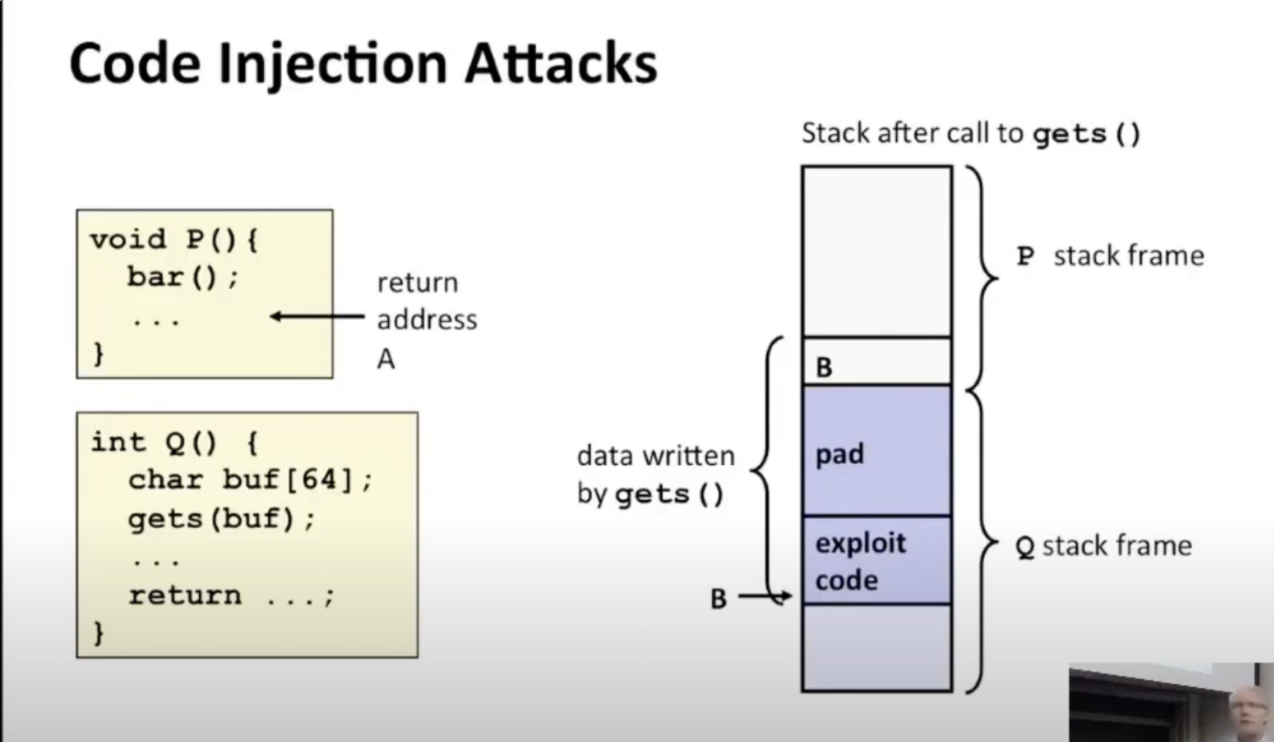 Code Injection Attacks
Stack after call to gets()
void P(){
bar();
...
}
return
address
A
int Q() {
char buf[64];
gets(buf);
...
return ...;
}
data written
by gets()
B
B
pad
exploit
code
P stack frame
Q stack frame